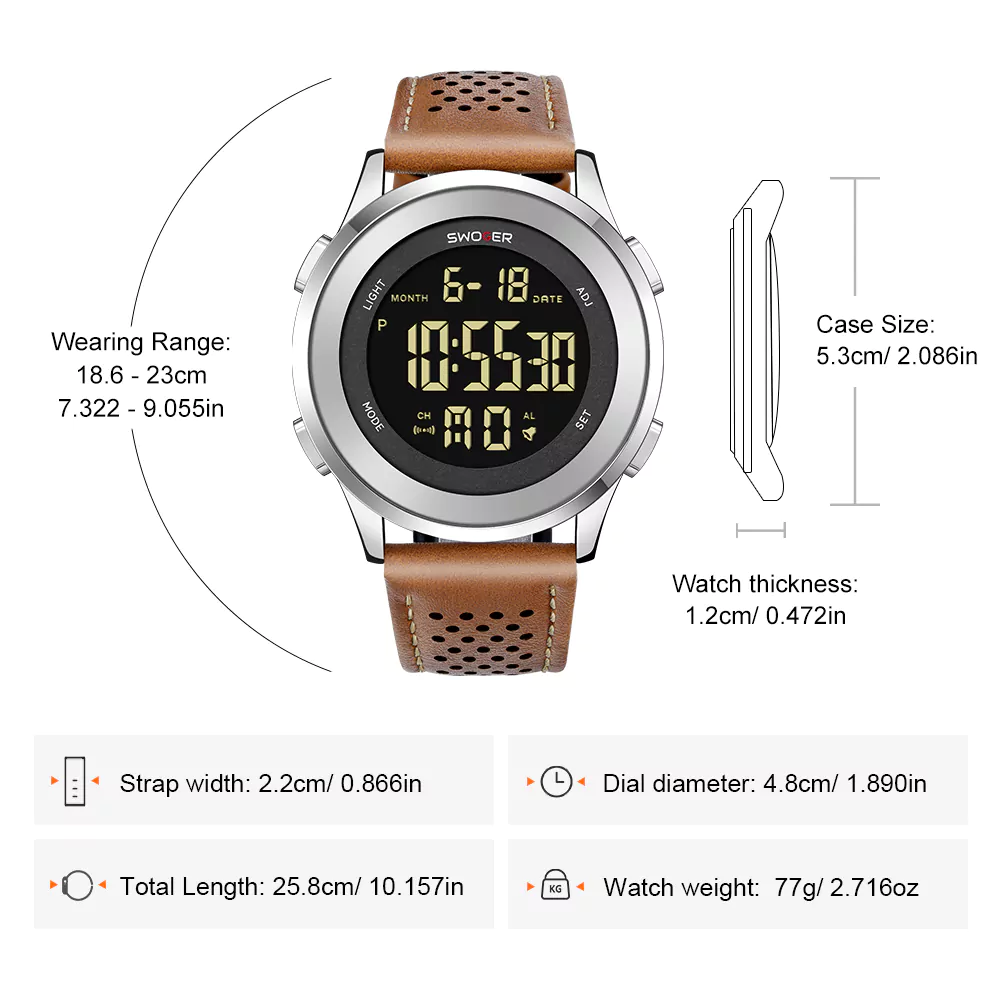 SWOGER
LIGHT
ADJ
MONTH 6- 18 DATE
P
10:55 30
MODE
SET
CH A0 AL
Wearing Range:
18.6 - 23cm
7.322 - 9.055in
Case Size:
5.3cm/ 2.086in
Watch thickness:
1.2cm/ 0.472in
Strap width: 2.2cm/ 0.866in
Dial diameter: 4.8cm/ 1.890in
Total Length: 25.8cm/ 10.157in
KG
Watch weight: 77g/ 2.716oz